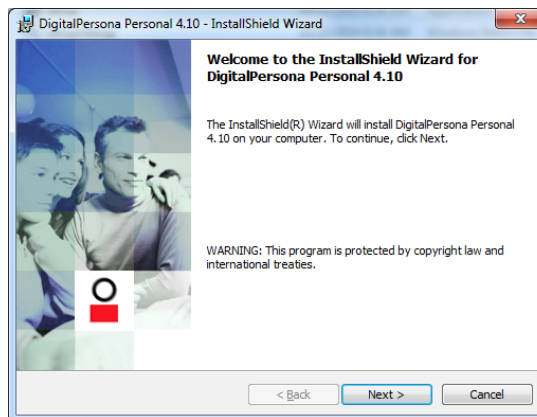 DigitalPersona Personal 4.10 - InstallShield Wizard
Welcome to the InstallShield Wizard for
DigitalPersona Personal 4.10
The InstallShield(R) Wizard will install DigitalPersona Personal
4.10 on your computer. To continue, click Next.
WARNING: This program is protected by copyright law and
international treaties.
< Back
Next >
Cancel